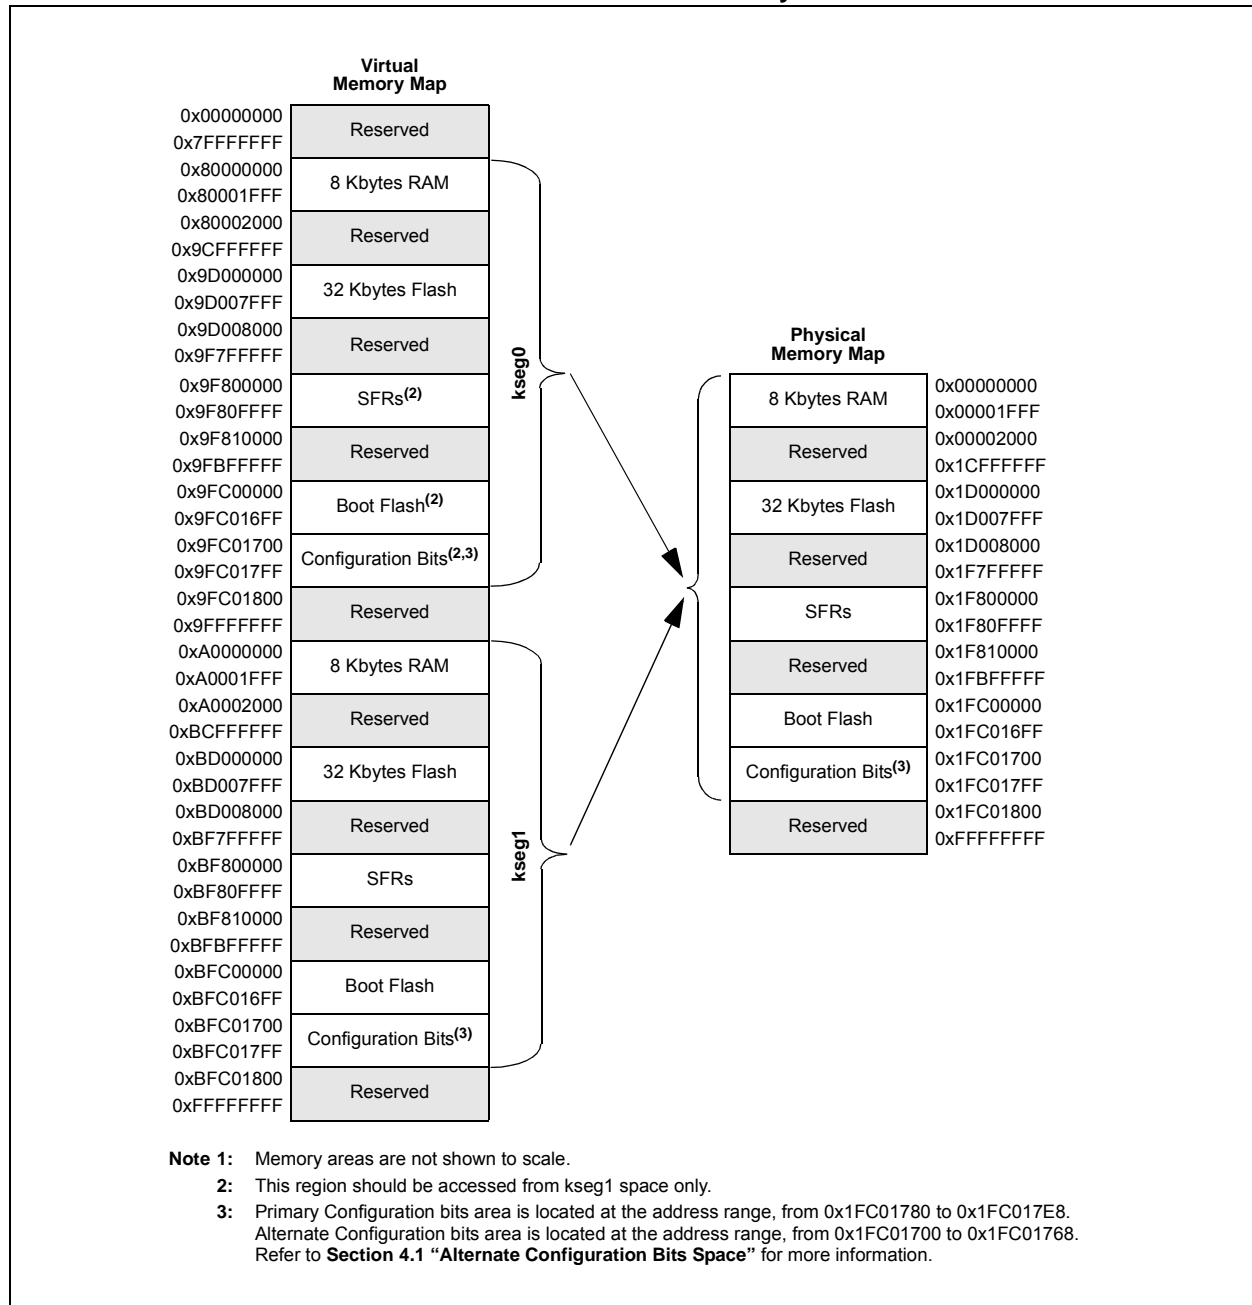 Virtual
Memory Map
0x00000000
0x7FFFFFFF
Reserved
0x80000000
0x80001FFF
8 Kbytes RAM
0x80002000
0x9CFFFFFF
Reserved
0x9D000000
0x9D007FFF
32 Kbytes Flash
0x9D008000
0x9F7FFFFF
Reserved
0x9F800000
0x9F80FFFF
SFRs(2)
0x9F810000
0x9FBFFFFF
Reserved
0x9FC00000
0x9FC016FF
Boot Flash(2)
0x9FC01700
0x9FC017FF
Configuration Bits(2,3)
0x9FC01800
0x9FFFFFFF
Reserved
kseg0
0xA0000000
0xA0001FFF
8 Kbytes RAM
0xA0002000
0xBCFFFFFF
Reserved
0xBD000000
0xBD007FFF
32 Kbytes Flash
0xBD008000
0xBF7FFFFF
Reserved
0xBF800000
0xBF80FFFF
SFRs
0xBF810000
0xBFBFFFFF
Reserved
0xBFC00000
0xBFC016FF
Boot Flash
0xBFC01700
0xBFC017FF
Configuration Bits(3)
0xBFC01800
0xFFFFFFFF
Reserved
kseg1
Physical
Memory Map
8 Kbytes RAM
0x00000000
0x00001FFF
Reserved
0x00002000
0x1CFFFFFF
32 Kbytes Flash
0x1D000000
0x1D007FFF
Reserved
0x1D008000
0x1F7FFFFF
SFRs
0x1F800000
0x1F80FFFF
Reserved
0x1F810000
0x1FBFFFFF
Boot Flash
0x1FC00000
0x1FC016FF
Configuration Bits(3)
0x1FC01700
0x1FC017FF
Reserved
0x1FC01800
0xFFFFFFFF
Note 1: Memory areas are not shown to scale.
2: This region should be accessed from kseg1 space only.
3: Primary Configuration bits area is located at the address range, from 0x1FC01780 to 0x1FC017E8.
Alternate Configuration bits area is located at the address range, from 0x1FC01700 to 0x1FC01768.
Refer to Section 4.1 “Alternate Configuration Bits Space” for more information.